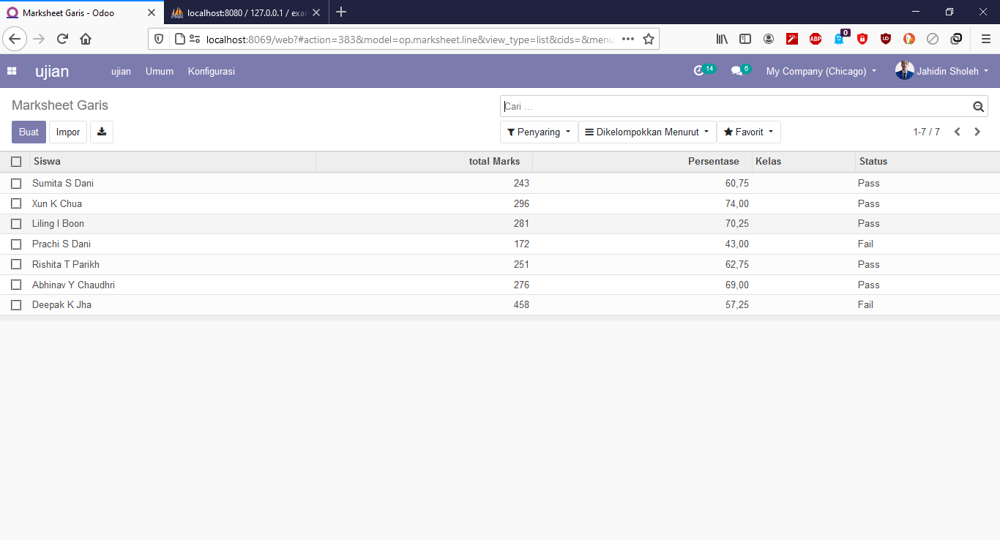 Marksheet Garis - Odoo
localhost:8080 / 127.0.0.1 / exar
localhost:8069/web?#action=383&model=op.marksheet.line&view_type=list&cids=&menu
ABP 0 UD
ujian ujian Umum Konfigurasi 14 6 My Company (Chicago) Jahidin Sholeh
Marksheet Garis
Cari ...
Buat Impor Penyaring Dikelompokkan Menurut Favorit 1-7 / 7
Siswa total Marks Persentase Kelas Status
Sumita S Dani 243 60,75 Pass
Xun K Chua 296 74,00 Pass
Liling I Boon 281 70,25 Pass
Prachi S Dani 172 43,00 Fail
Rishita T Parikh 251 62,75 Pass
Abhinav Y Chaudhri 276 69,00 Pass
Deepak K Jha 458 57,25 Fail